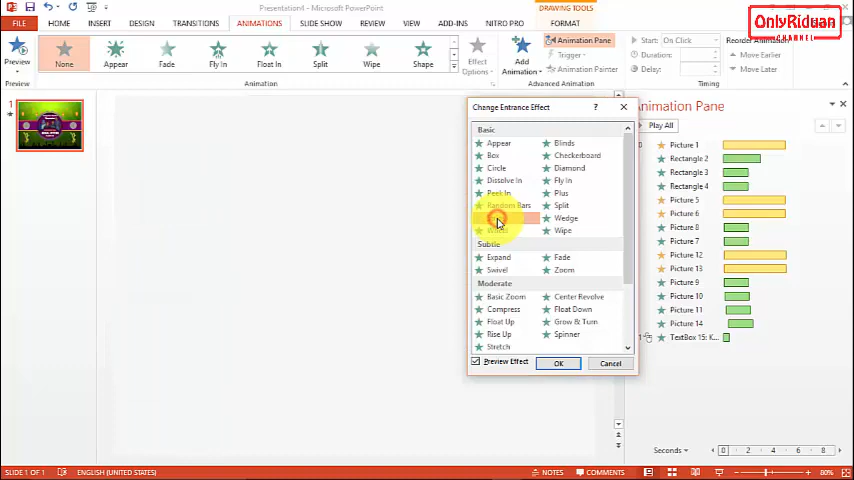 Presentation4 - Microsoft PowerPoint
DRAWING TOOLS
FILE HOME INSERT DESIGN TRANSITIONS ANIMATIONS SLIDE SHOW REVIEW VIEW ADD-INS NITRO PRO FORMAT
OnlyRiduan
CHANNEL
Preview
None Appear Fade Fly In Float In Split Wipe Shape
Effect Options
Add Animation
Animation Pane
Trigger
Animation Painter
Start: On Click
Duration:
Delay:
Reorder Animation
Move Earlier
Move Later
Preview Animation Advanced Animation Timing
1
Change Entrance Effect ?
Basic
Appear Blinds
Box Checkerboard
Circle Diamond
Dissolve In Fly In
Peek In Plus
Random Bars Split
Wedge
Wipe
Subtle
Expand Fade
Swivel Zoom
Moderate
Basic Zoom Center Revolve
Compress Float Down
Float Up Grow & Turn
Rise Up Spinner
Stretch
Preview Effect OK Cancel
nimation Pane
Play All
0 Picture 1
Rectangle 2
Rectangle 3
Rectangle 4
Picture 5
Picture 6
Picture 8
Picture 7
Picture 12
Picture 13
Picture 9
Picture 10
Picture 11
Picture 14
1 TextBox 15: K...
Seconds 0 2 4 6 8
SLIDE 1 OF 1 ENGLISH (UNITED STATES) NOTES COMMENTS 80%